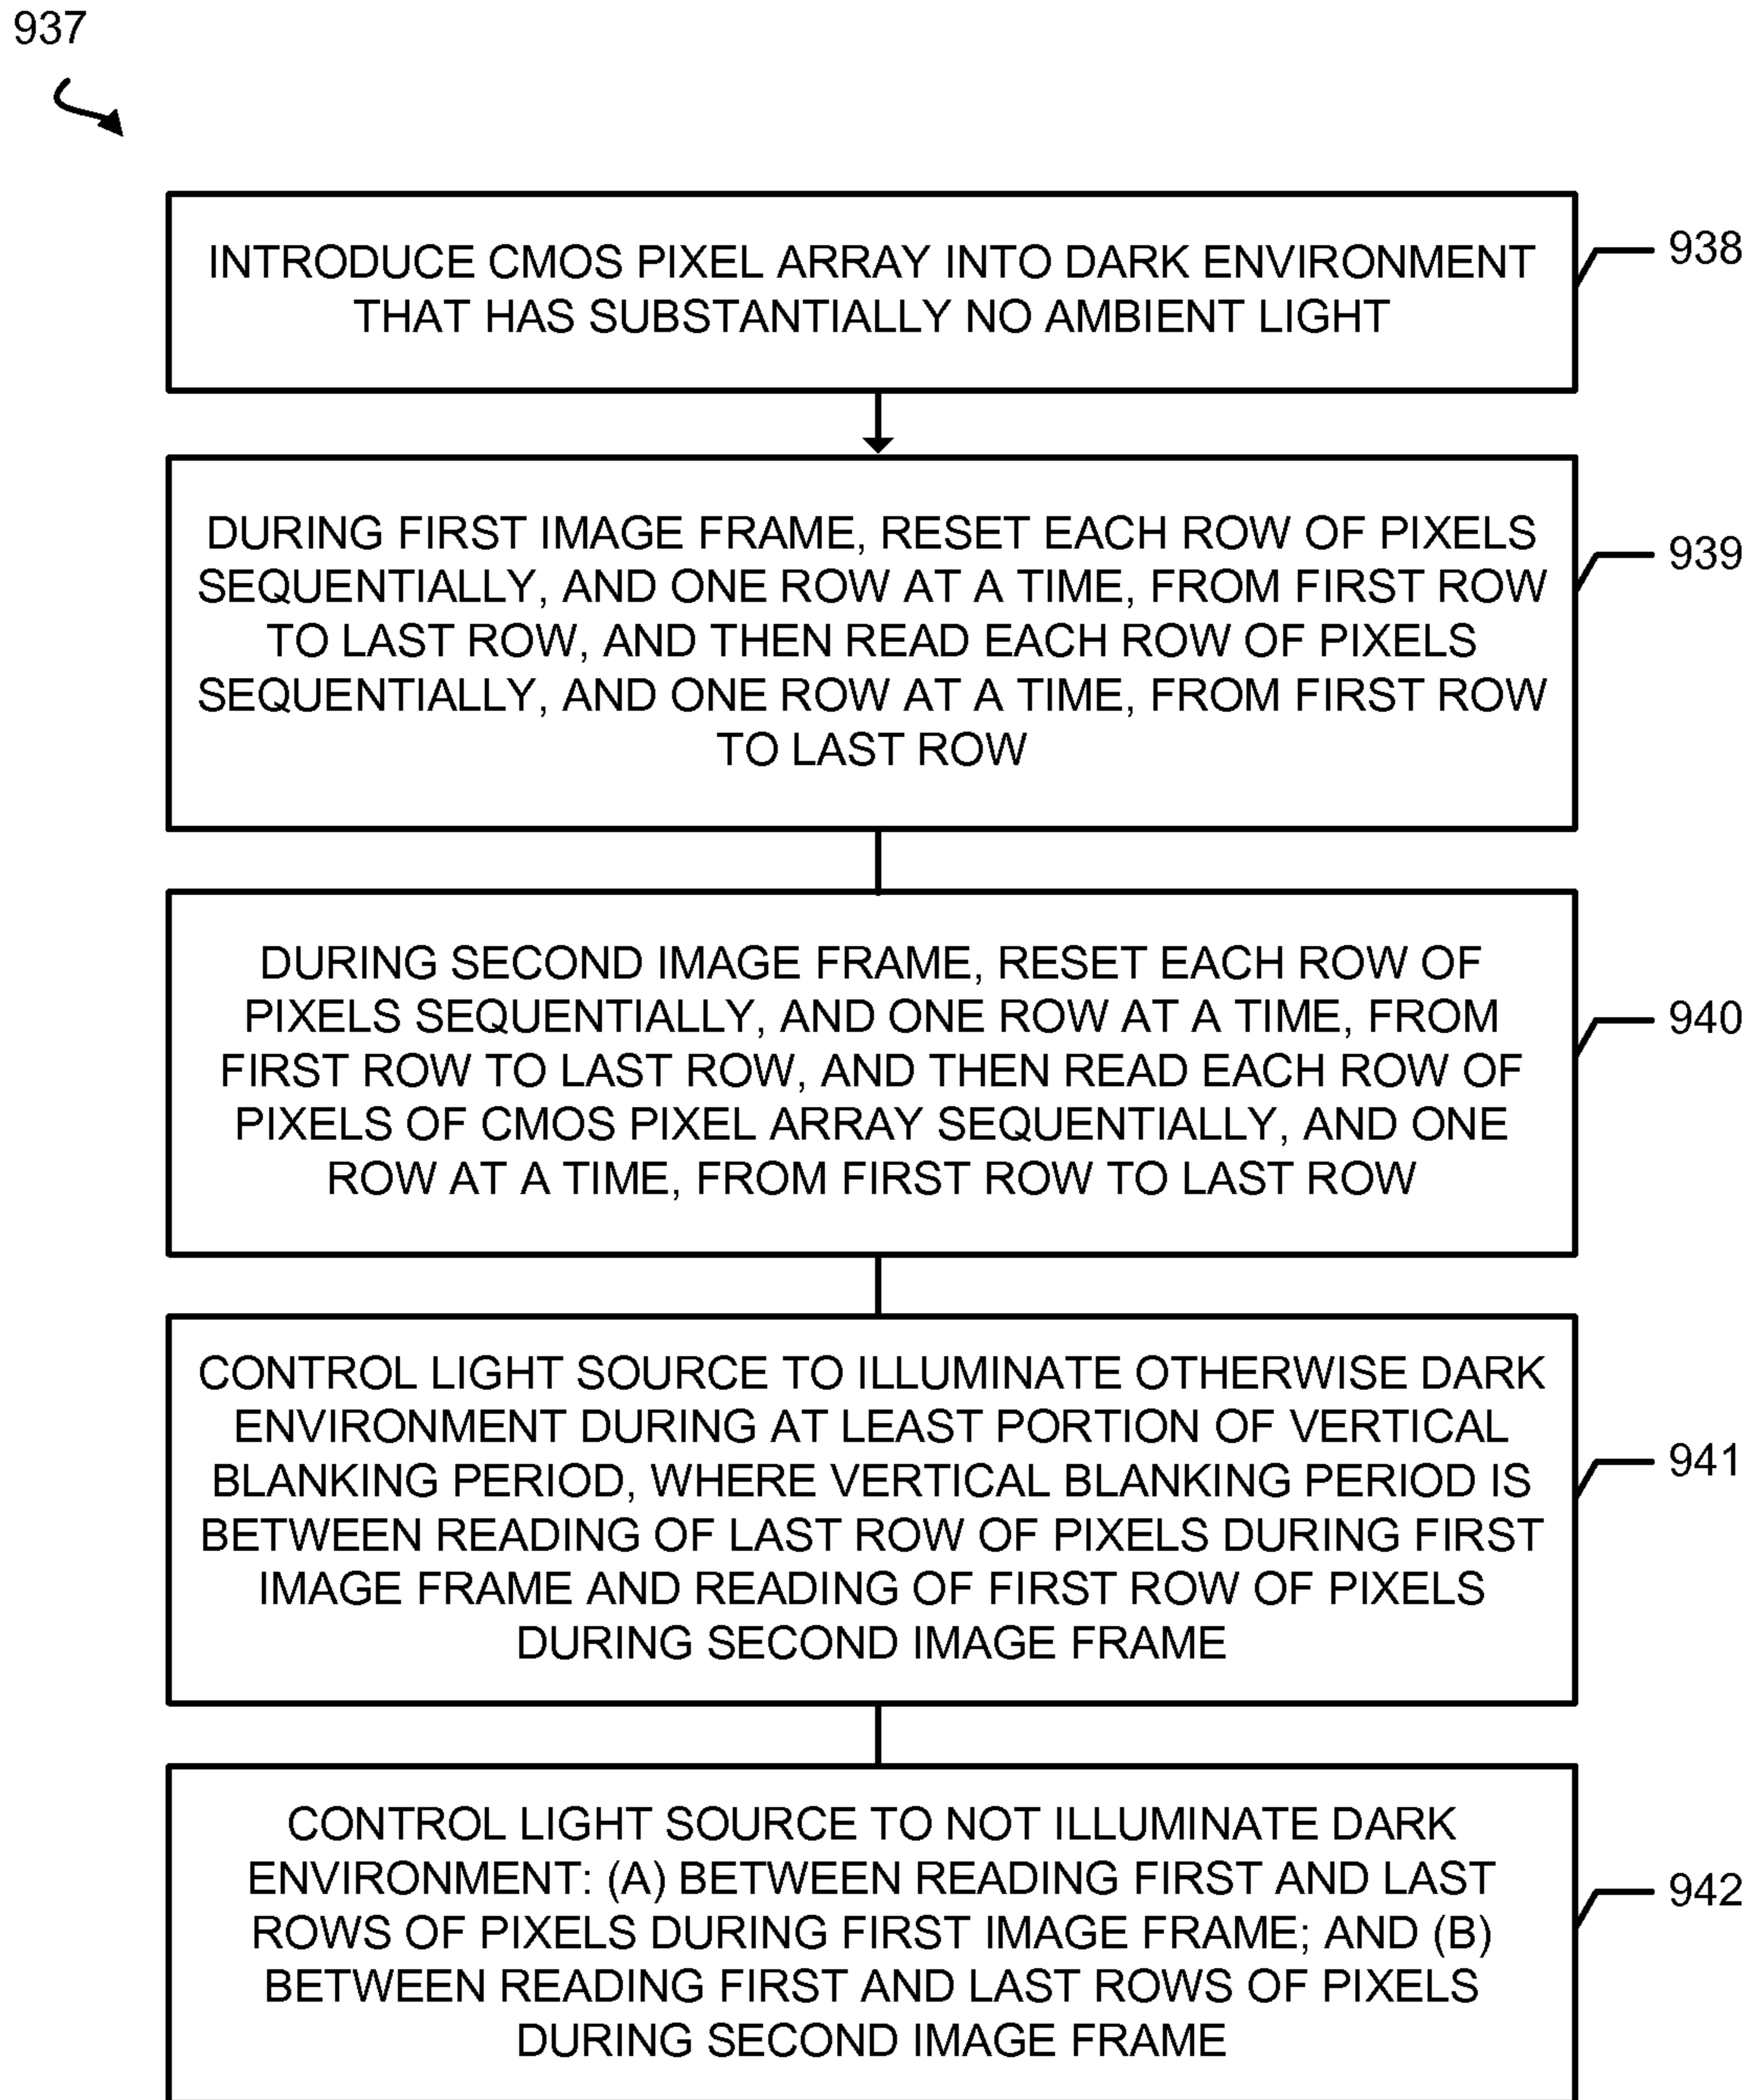 937
INTRODUCE CMOS PIXEL ARRAY INTO DARK ENVIRONMENT
THAT HAS SUBSTANTIALLY NO AMBIENT LIGHT
938
DURING FIRST IMAGE FRAME, RESET EACH ROW OF PIXELS
SEQUENTIALLY, AND ONE ROW AT A TIME, FROM FIRST ROW
TO LAST ROW, AND THEN READ EACH ROW OF PIXELS
SEQUENTIALLY, AND ONE ROW AT A TIME, FROM FIRST ROW
TO LAST ROW
939
DURING SECOND IMAGE FRAME, RESET EACH ROW OF
PIXELS SEQUENTIALLY, AND ONE ROW AT A TIME, FROM
FIRST ROW TO LAST ROW, AND THEN READ EACH ROW OF
PIXELS OF CMOS PIXEL ARRAY SEQUENTIALLY, AND ONE
ROW AT A TIME, FROM FIRST ROW TO LAST ROW
940
CONTROL LIGHT SOURCE TO ILLUMINATE OTHERWISE DARK
ENVIRONMENT DURING AT LEAST PORTION OF VERTICAL
BLANKING PERIOD, WHERE VERTICAL BLANKING PERIOD IS
BETWEEN READING OF LAST ROW OF PIXELS DURING FIRST
IMAGE FRAME AND READING OF FIRST ROW OF PIXELS
DURING SECOND IMAGE FRAME
941
CONTROL LIGHT SOURCE TO NOT ILLUMINATE DARK
ENVIRONMENT: (A) BETWEEN READING FIRST AND LAST
ROWS OF PIXELS DURING FIRST IMAGE FRAME; AND (B)
BETWEEN READING FIRST AND LAST ROWS OF PIXELS
DURING SECOND IMAGE FRAME
942